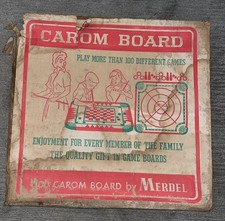 CAROM BOARD
PLAY MORE THAN 100 DIFFERENT GAMES
ENJOYMENT FOR EVERY MEMBER OF THE FAMILY
THE QUALITY GIFT IN GAME BOARDS
CAROM BOARD by MERDEL